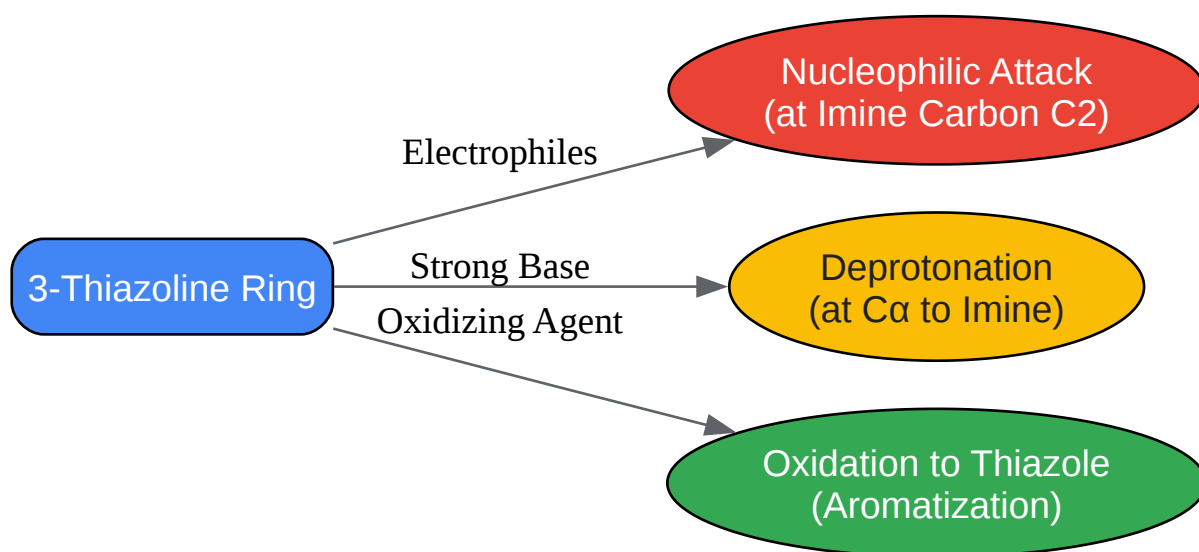 Nucleophilic Attack
(at Imine Carbon C2)
Electrophiles
3-Thiazoline Ring
Strong Base
Deprotonation
(at Cα to Imine)
Oxidizing Agent
Oxidation to Thiazole
(Aromatization)